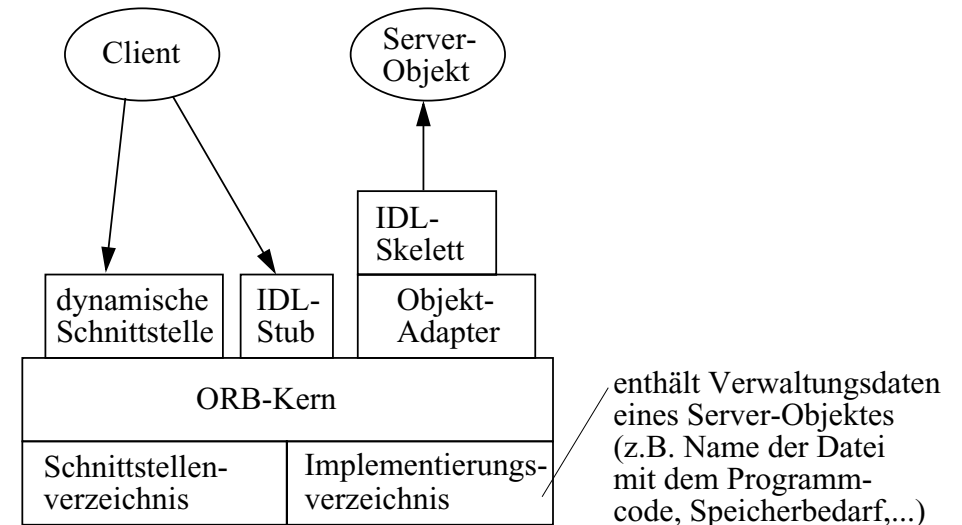 Client
Server-
Objekt
IDL-
Skelett
dynamische
Schnittstelle
IDL-
Stub
Objekt-
Adapter
ORB-Kern
Schnittstellen-
verzeichnis
Implementierungs-
verzeichnis
enthält Verwaltungsdaten
eines Server-Objektes
(z.B. Name der Datei
mit dem Programm-
code, Speicherbedarf,...)